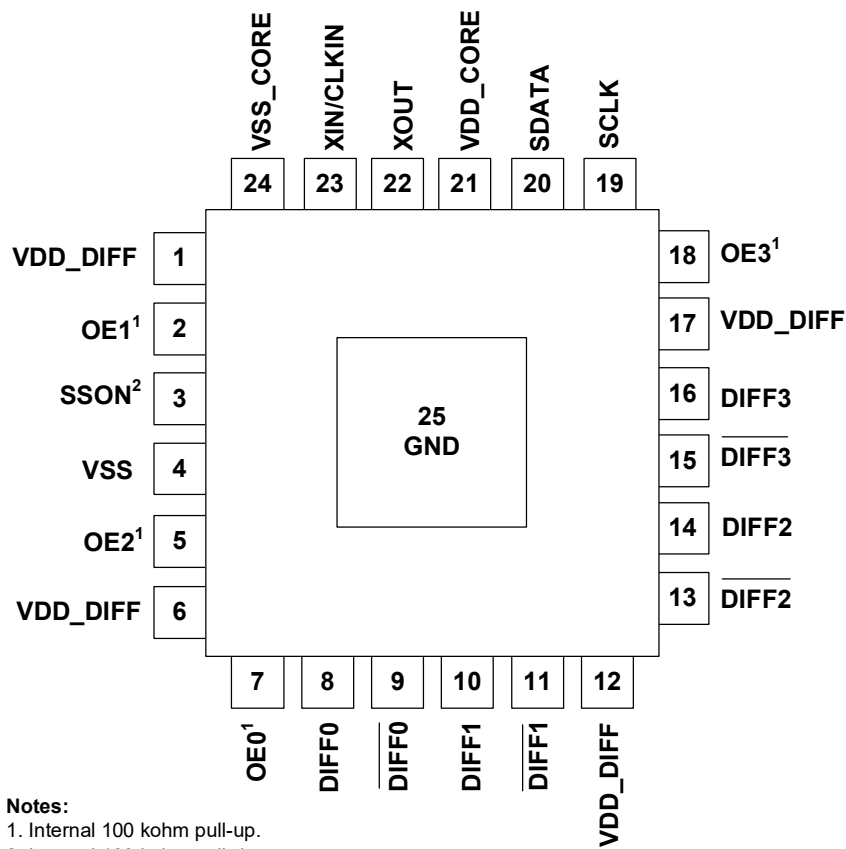 VSS_CORE
XIN/CLKIN
XOUT
VDD_CORE
SDATA
SCLK
24
23
22
21
20
19
VDD_DIFF 1
OE1¹ 2
SSON² 3
VSS 4
OE2¹ 5
VDD_DIFF 6
25
GND
18 OE3¹
17 VDD_DIFF
16 DIFF3
15 DIFF3
14 DIFF2
13 DIFF2
7
8
9
10
11
12
OE0¹
DIFF0
DIFF0
DIFF1
DIFF1
VDD_DIFF
Notes:
1. Internal 100 kohm pull-up.